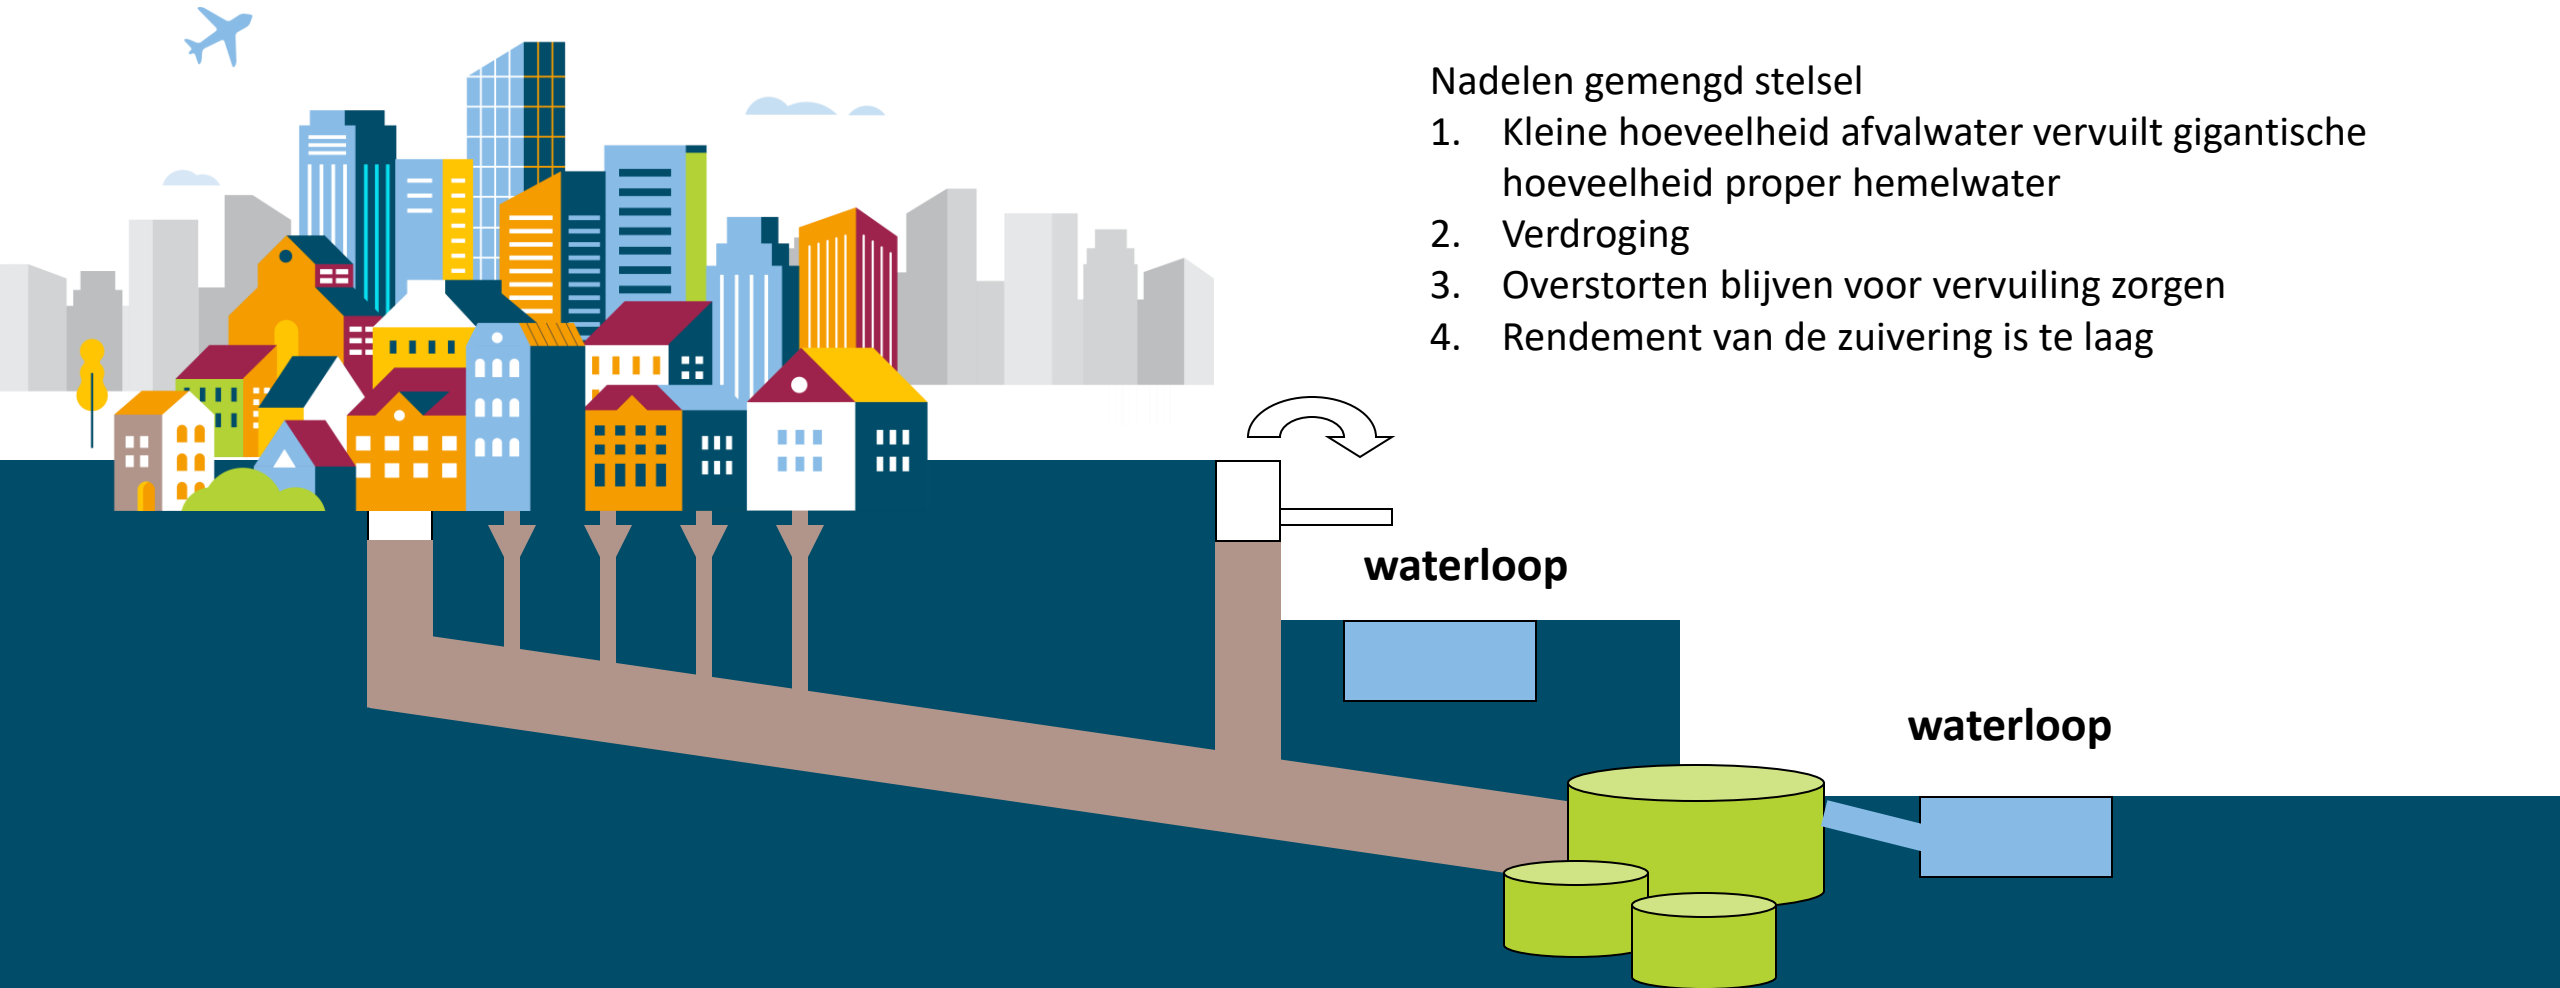 Nadelen gemengd stelsel
1. Kleine hoeveelheid afvalwater vervuilt gigantische
hoeveelheid proper hemelwater
2. Verdroging
3. Overstorten blijven voor vervuiling zorgen
4. Rendement van de zuivering is te laag
waterloop
waterloop